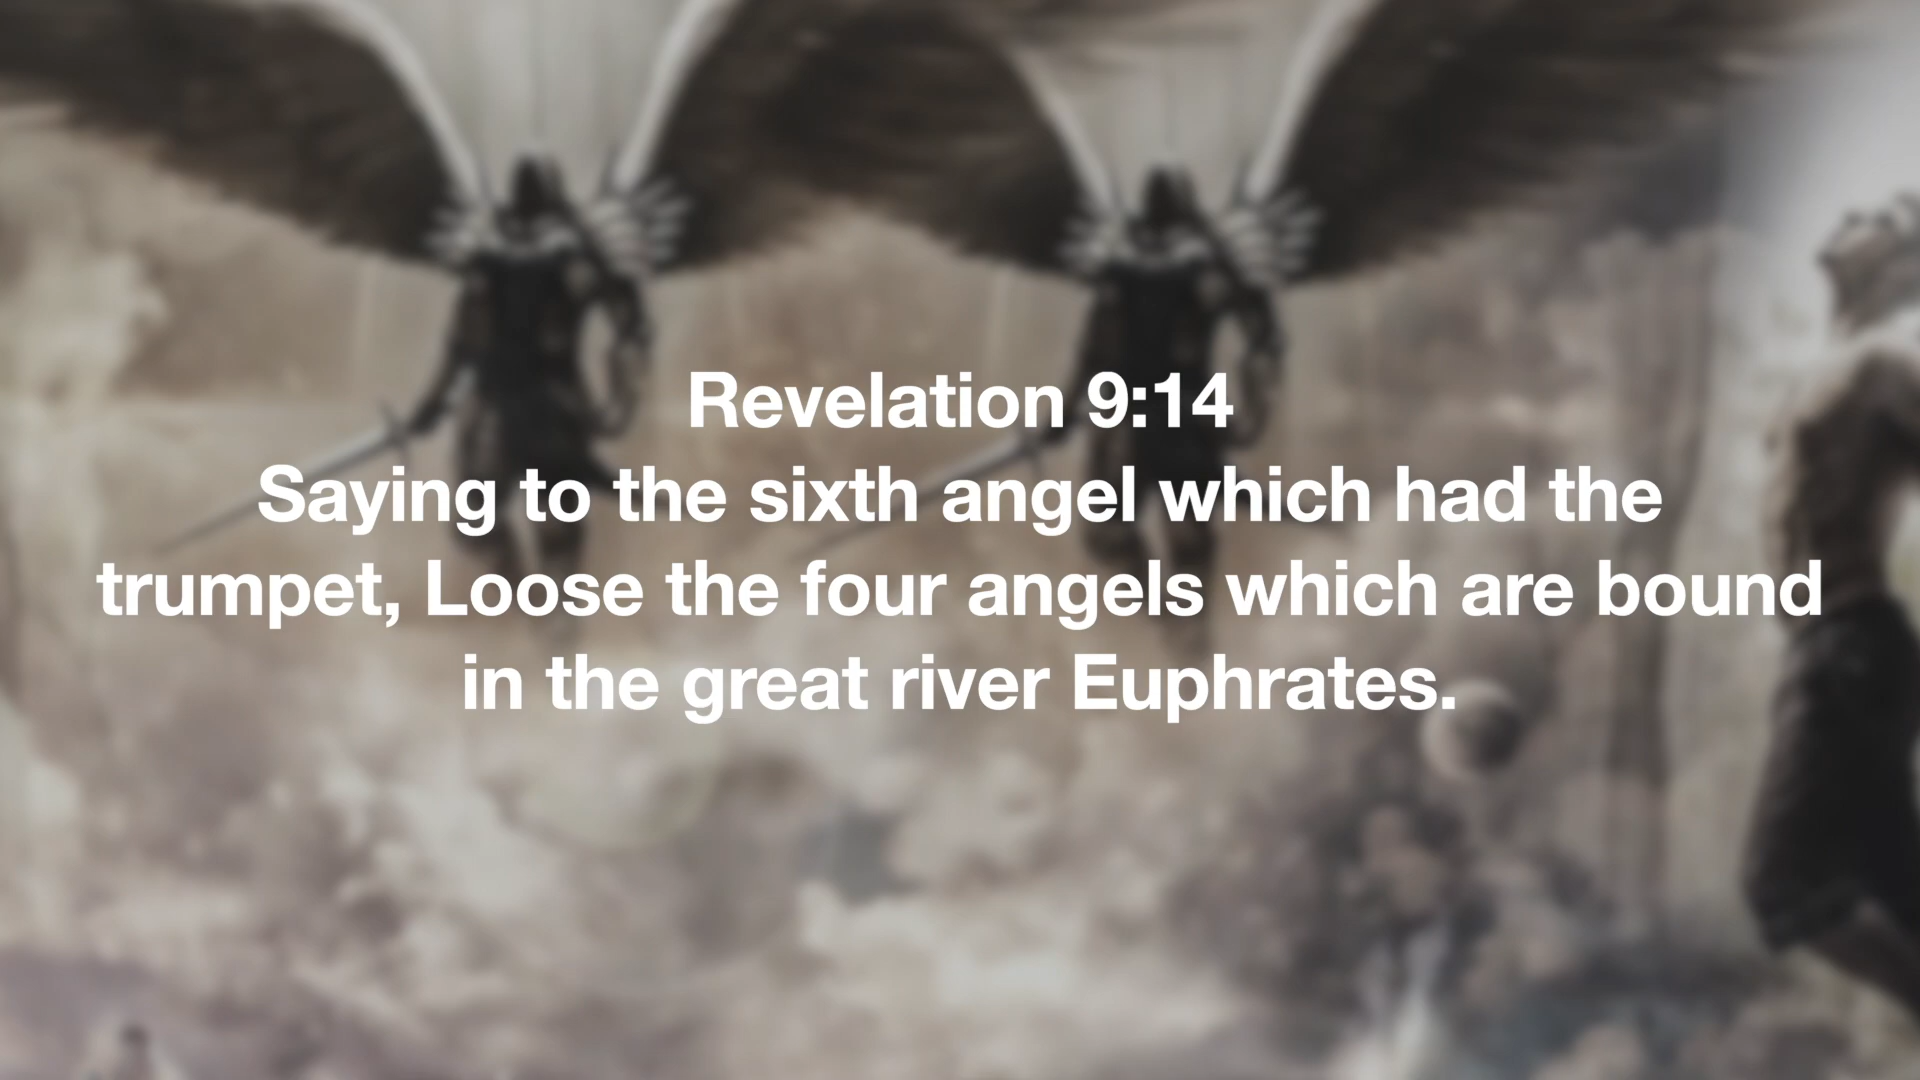 Revelation 9:14
Saying to the sixth angel which had the
trumpet, Loose the four angels which are bound
in the great river Euphrates.